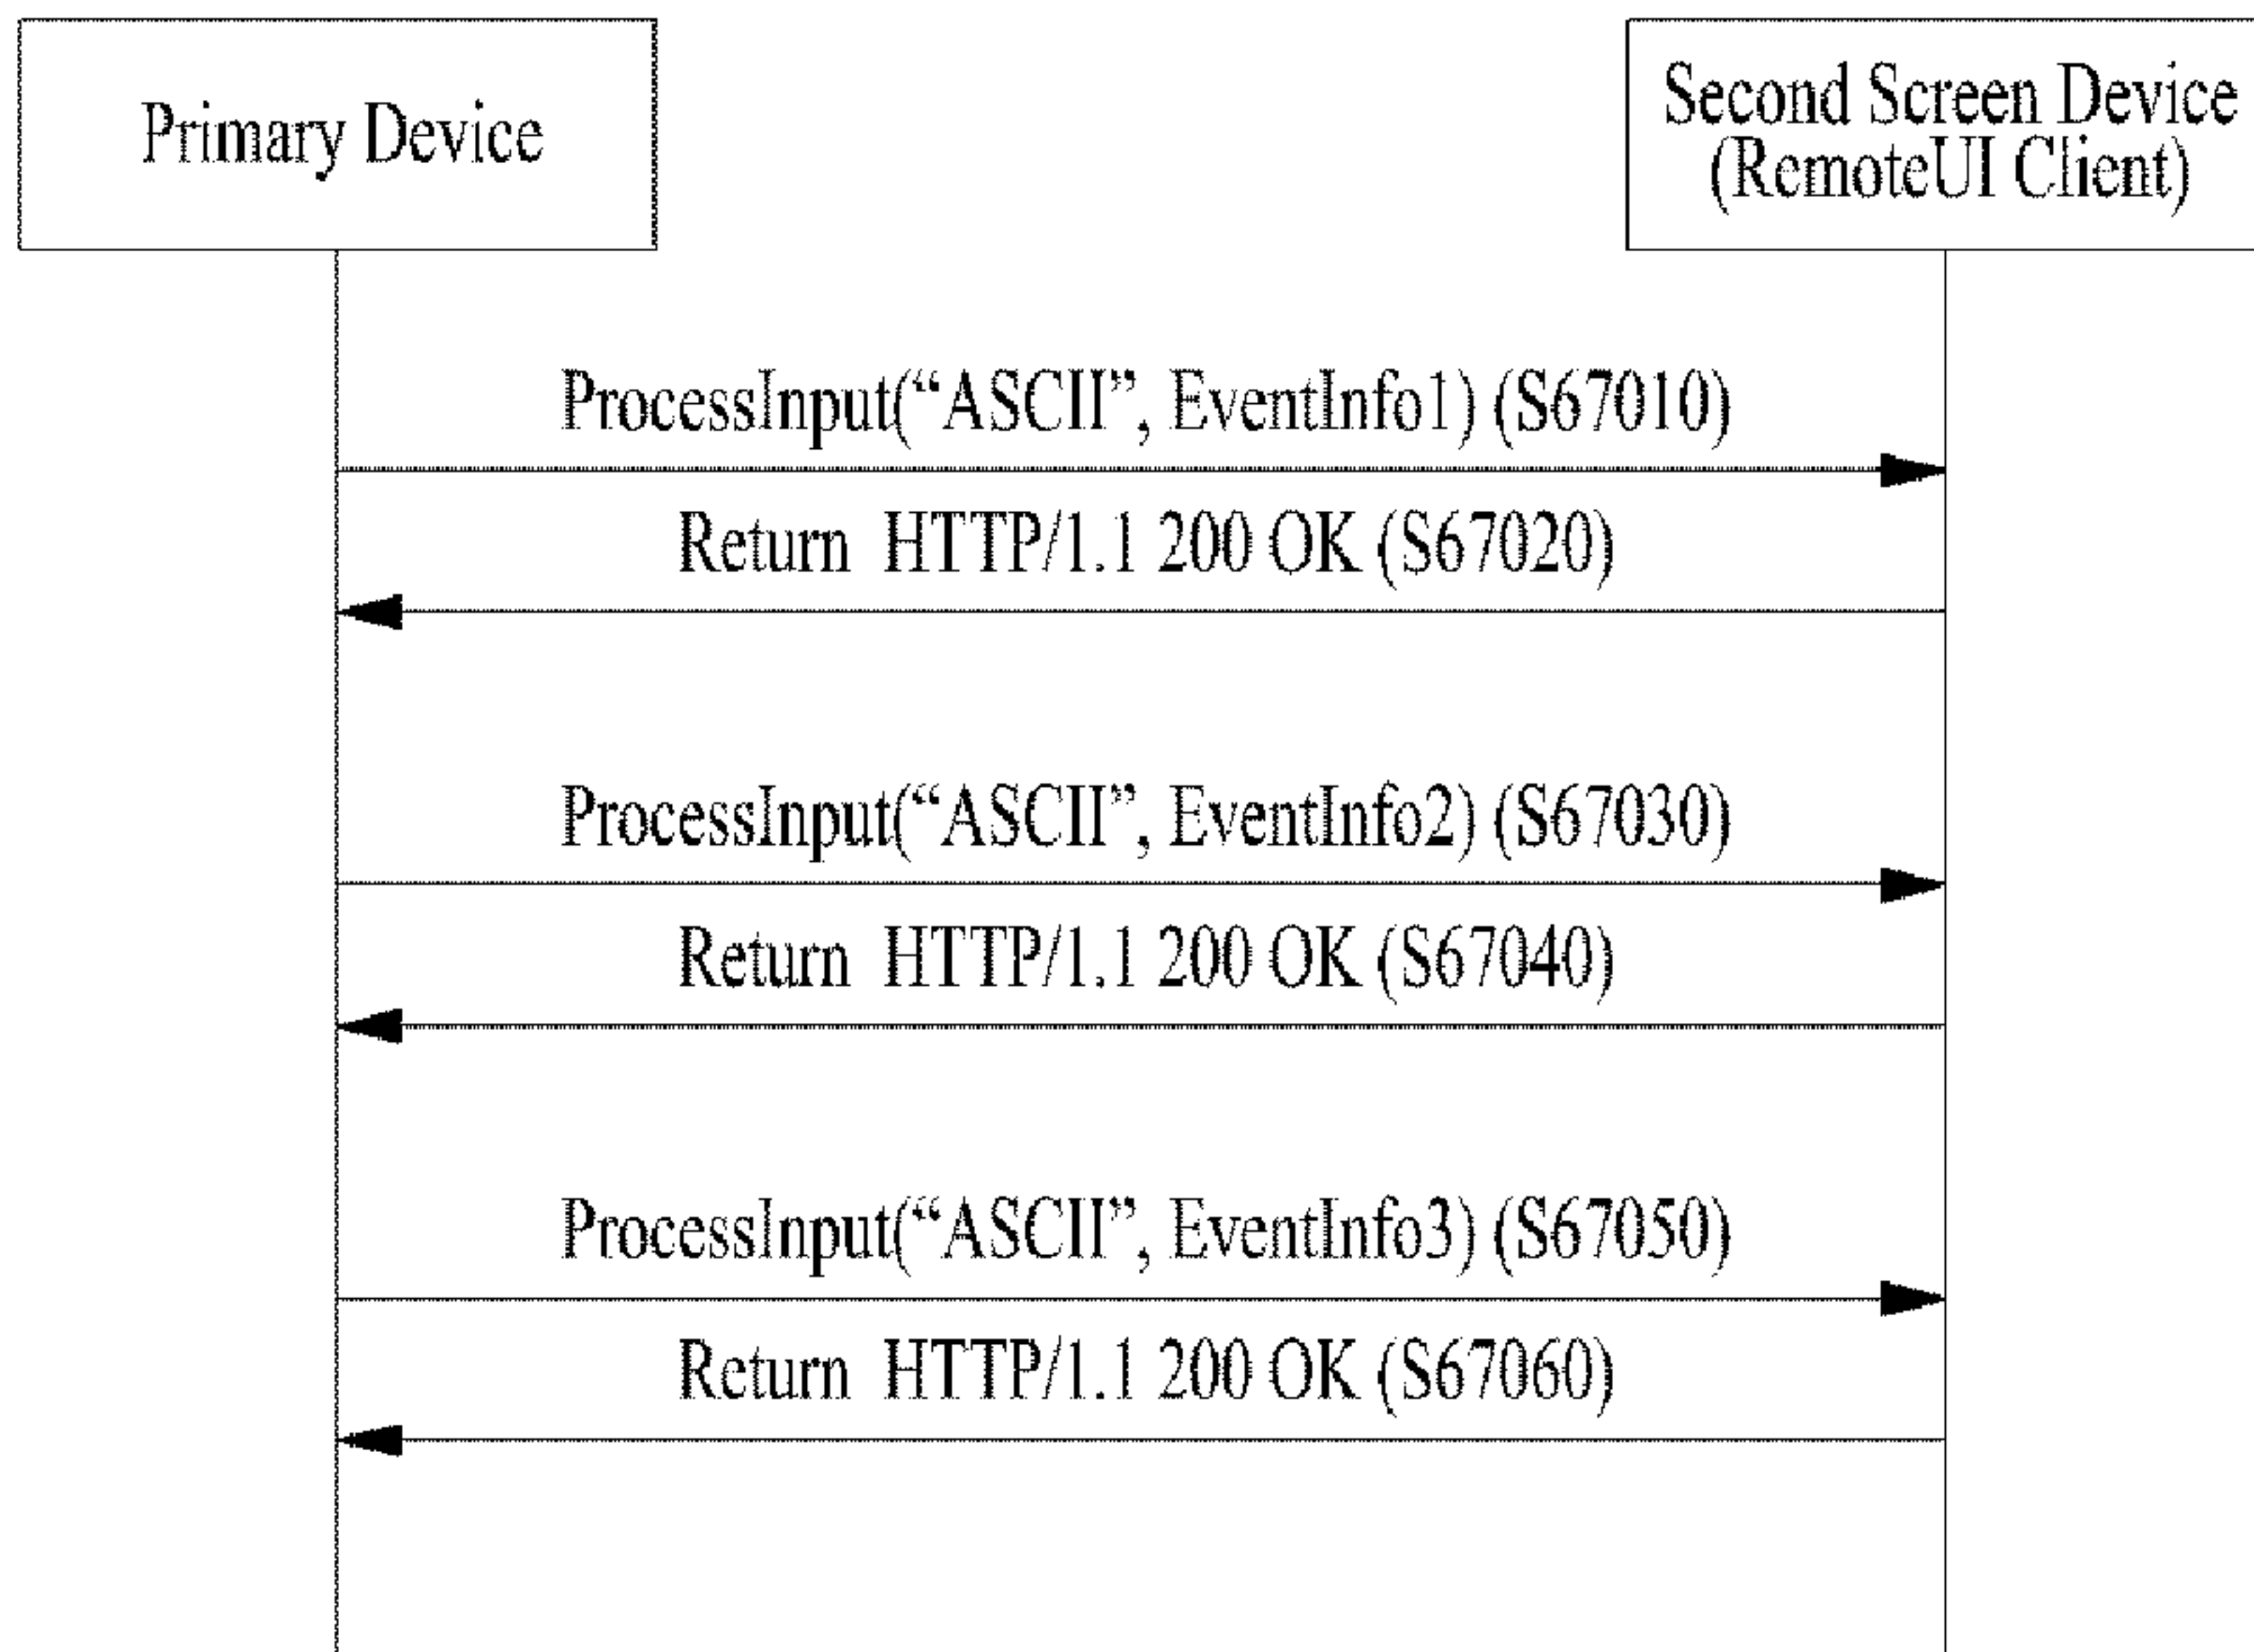 Primary Device
Second Screen Device
(RemoteUI Client)
ProcessInput(“ASCII”, EventInfo1) (S67010)
Return HTTP/1.1 200 OK (S67020)
ProcessInput(“ASCII”, EventInfo2) (S67030)
Return HTTP/1.1 200 OK (S67040)
ProcessInput(“ASCII”, EventInfo3) (S67050)
Return HTTP/1.1 200 OK (S67060)